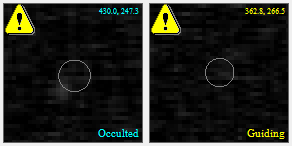 430.0, 247.3
Occulted
362.8, 266.5
Guiding